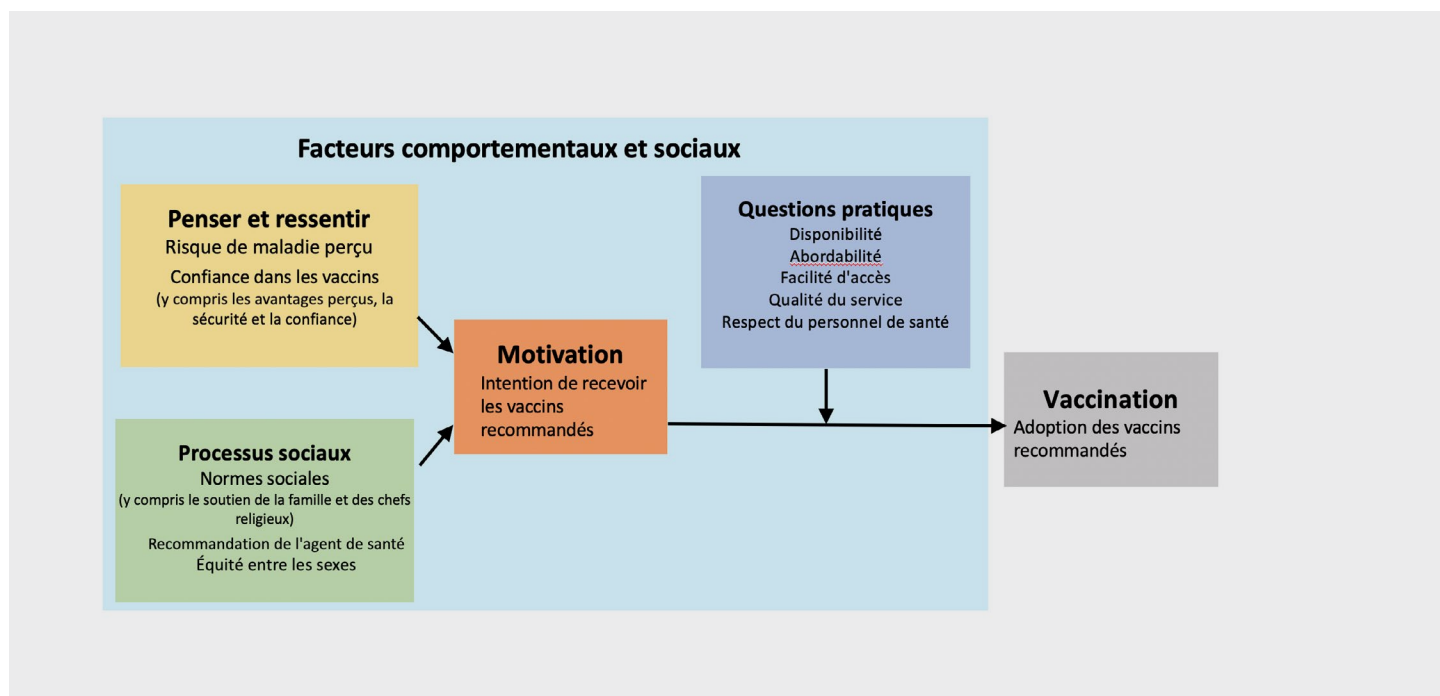 Facteurs comportementaux et sociaux
Penser et ressentir
Risque de maladie perçu
Confiance dans les vaccins
(y compris les avantages perçus, la
sécurité et la confiance)
Processus sociaux
Normes sociales
(y compris le soutien de la famille et des chefs
religieux)
Recommandation de l'agent de santé
Équité entre les sexes
Motivation
Intention de recevoir
les vaccins
recommandés
Questions pratiques
Disponibilité
Abordabilité
Facilité d'accès
Qualité du service
Respect du personnel de santé
Vaccination
Adoption des vaccins
recommandés